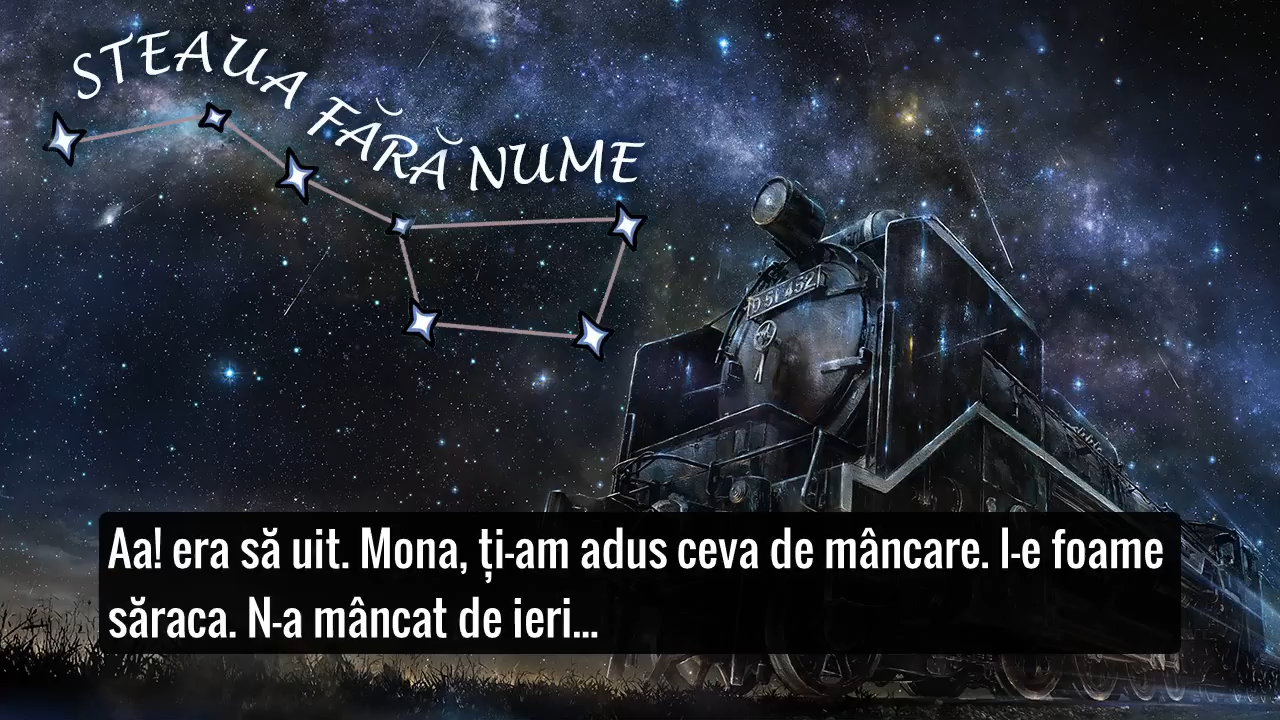 STEAUA FĂRĂ NUME
D 51 452
Aa! era să uit. Mona, ți-am adus ceva de mâncare. I-e foame
săraca. N-a mâncat de ieri...